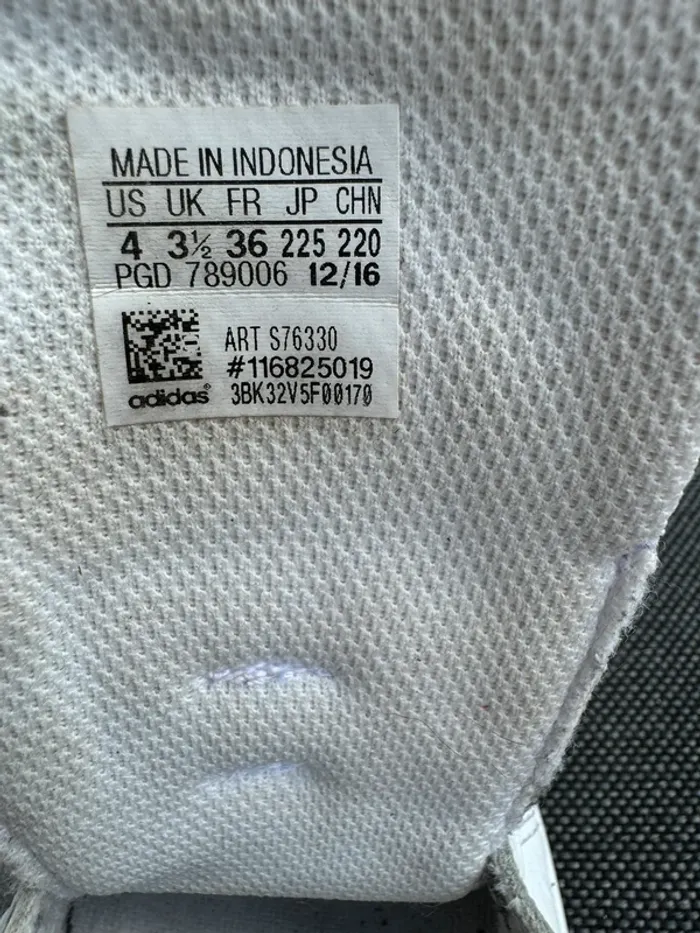 MADE IN INDONESIA
US UK FR JP CHN
4 3½ 36 225 220
PGD 789006 12/16
ART S76330
#116825019
adidas® 3BK32V5F00170